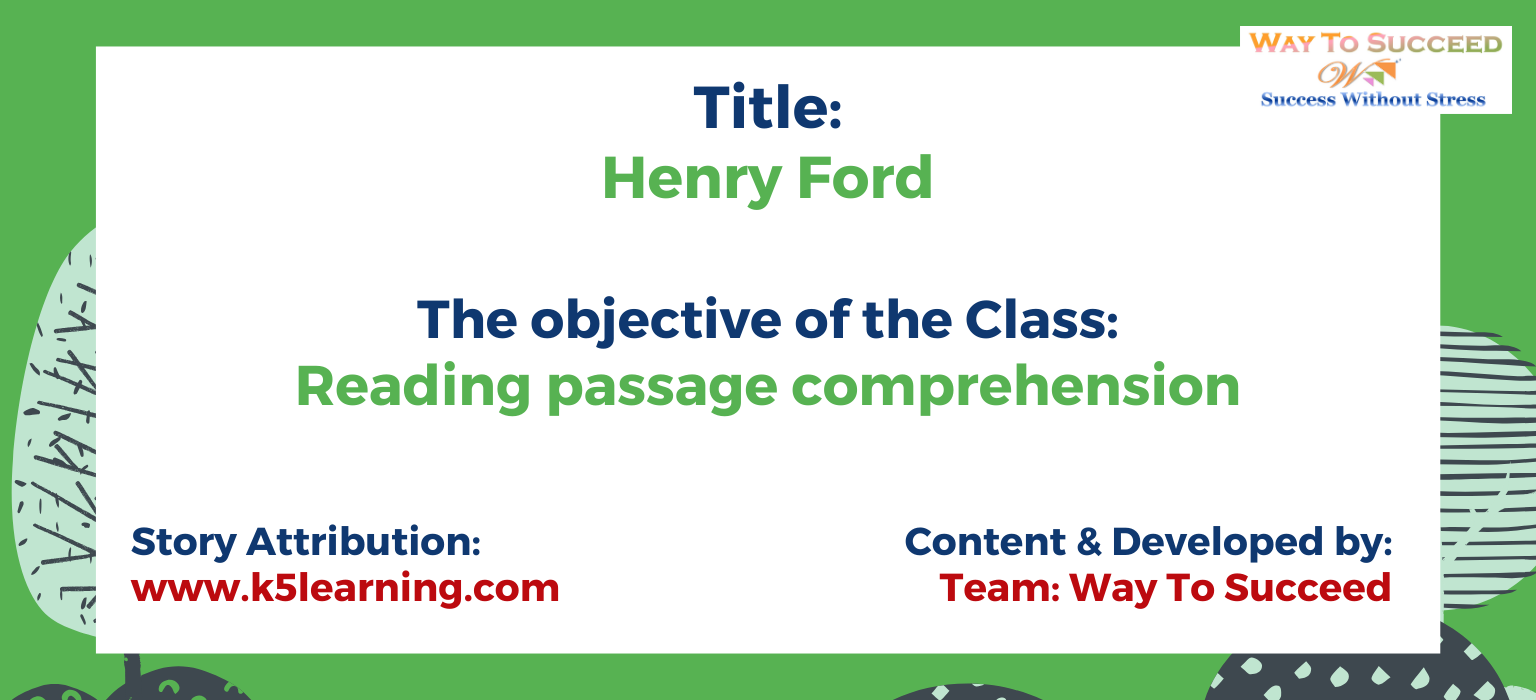 WAY TO SUCCEED
W
Success Without Stress
Title:
Henry Ford
The objective of the Class:
Reading passage comprehension
Story Attribution:
www.k5learning.com
Content & Developed by:
Team: Way To Succeed